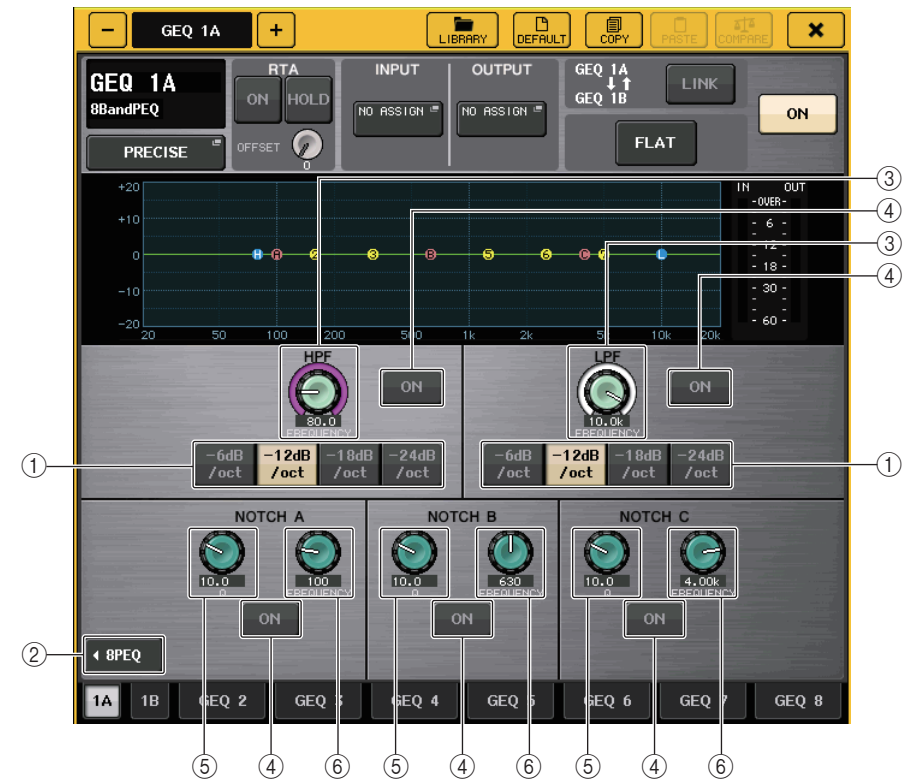 − GEQ 1A + LIBRARY DEFAULT COPY PASTE COMPARE ×
GEQ 1A
8BandPEQ
PRECISE
RTA
ON HOLD
OFFSET
0
INPUT
NO ASSIGN
OUTPUT
NO ASSIGN
GEQ 1A
GEQ 1B
LINK
FLAT
ON
③
④
③
④
+20
+10
0
−10
−20
H A 2 3 B 5 6 C 7 L
20 50 100 200 500 1k 2k 5k 10k 20k
IN OUT
-OVER-
- 6 -
- 12 -
- 18 -
- 30 -
- 60 -
HPF
80.0
FREQUENCY
ON
LPF
10.0k
FREQUENCY
ON
①
−6dB /oct −12dB /oct −18dB /oct −24dB /oct
−6dB /oct −12dB /oct −18dB /oct −24dB /oct
①
NOTCH A
10.0 100
Q FREQUENCY
ON
NOTCH B
10.0 630
Q FREQUENCY
ON
NOTCH C
10.0 4.00k
Q FREQUENCY
ON
②
8PEQ
1A 1B GEQ 2 GEQ 3 GEQ 4 GEQ 5 GEQ 6 GEQ 7 GEQ 8
⑤ ④ ⑥ ⑤ ④ ⑥ ⑤ ④ ⑥